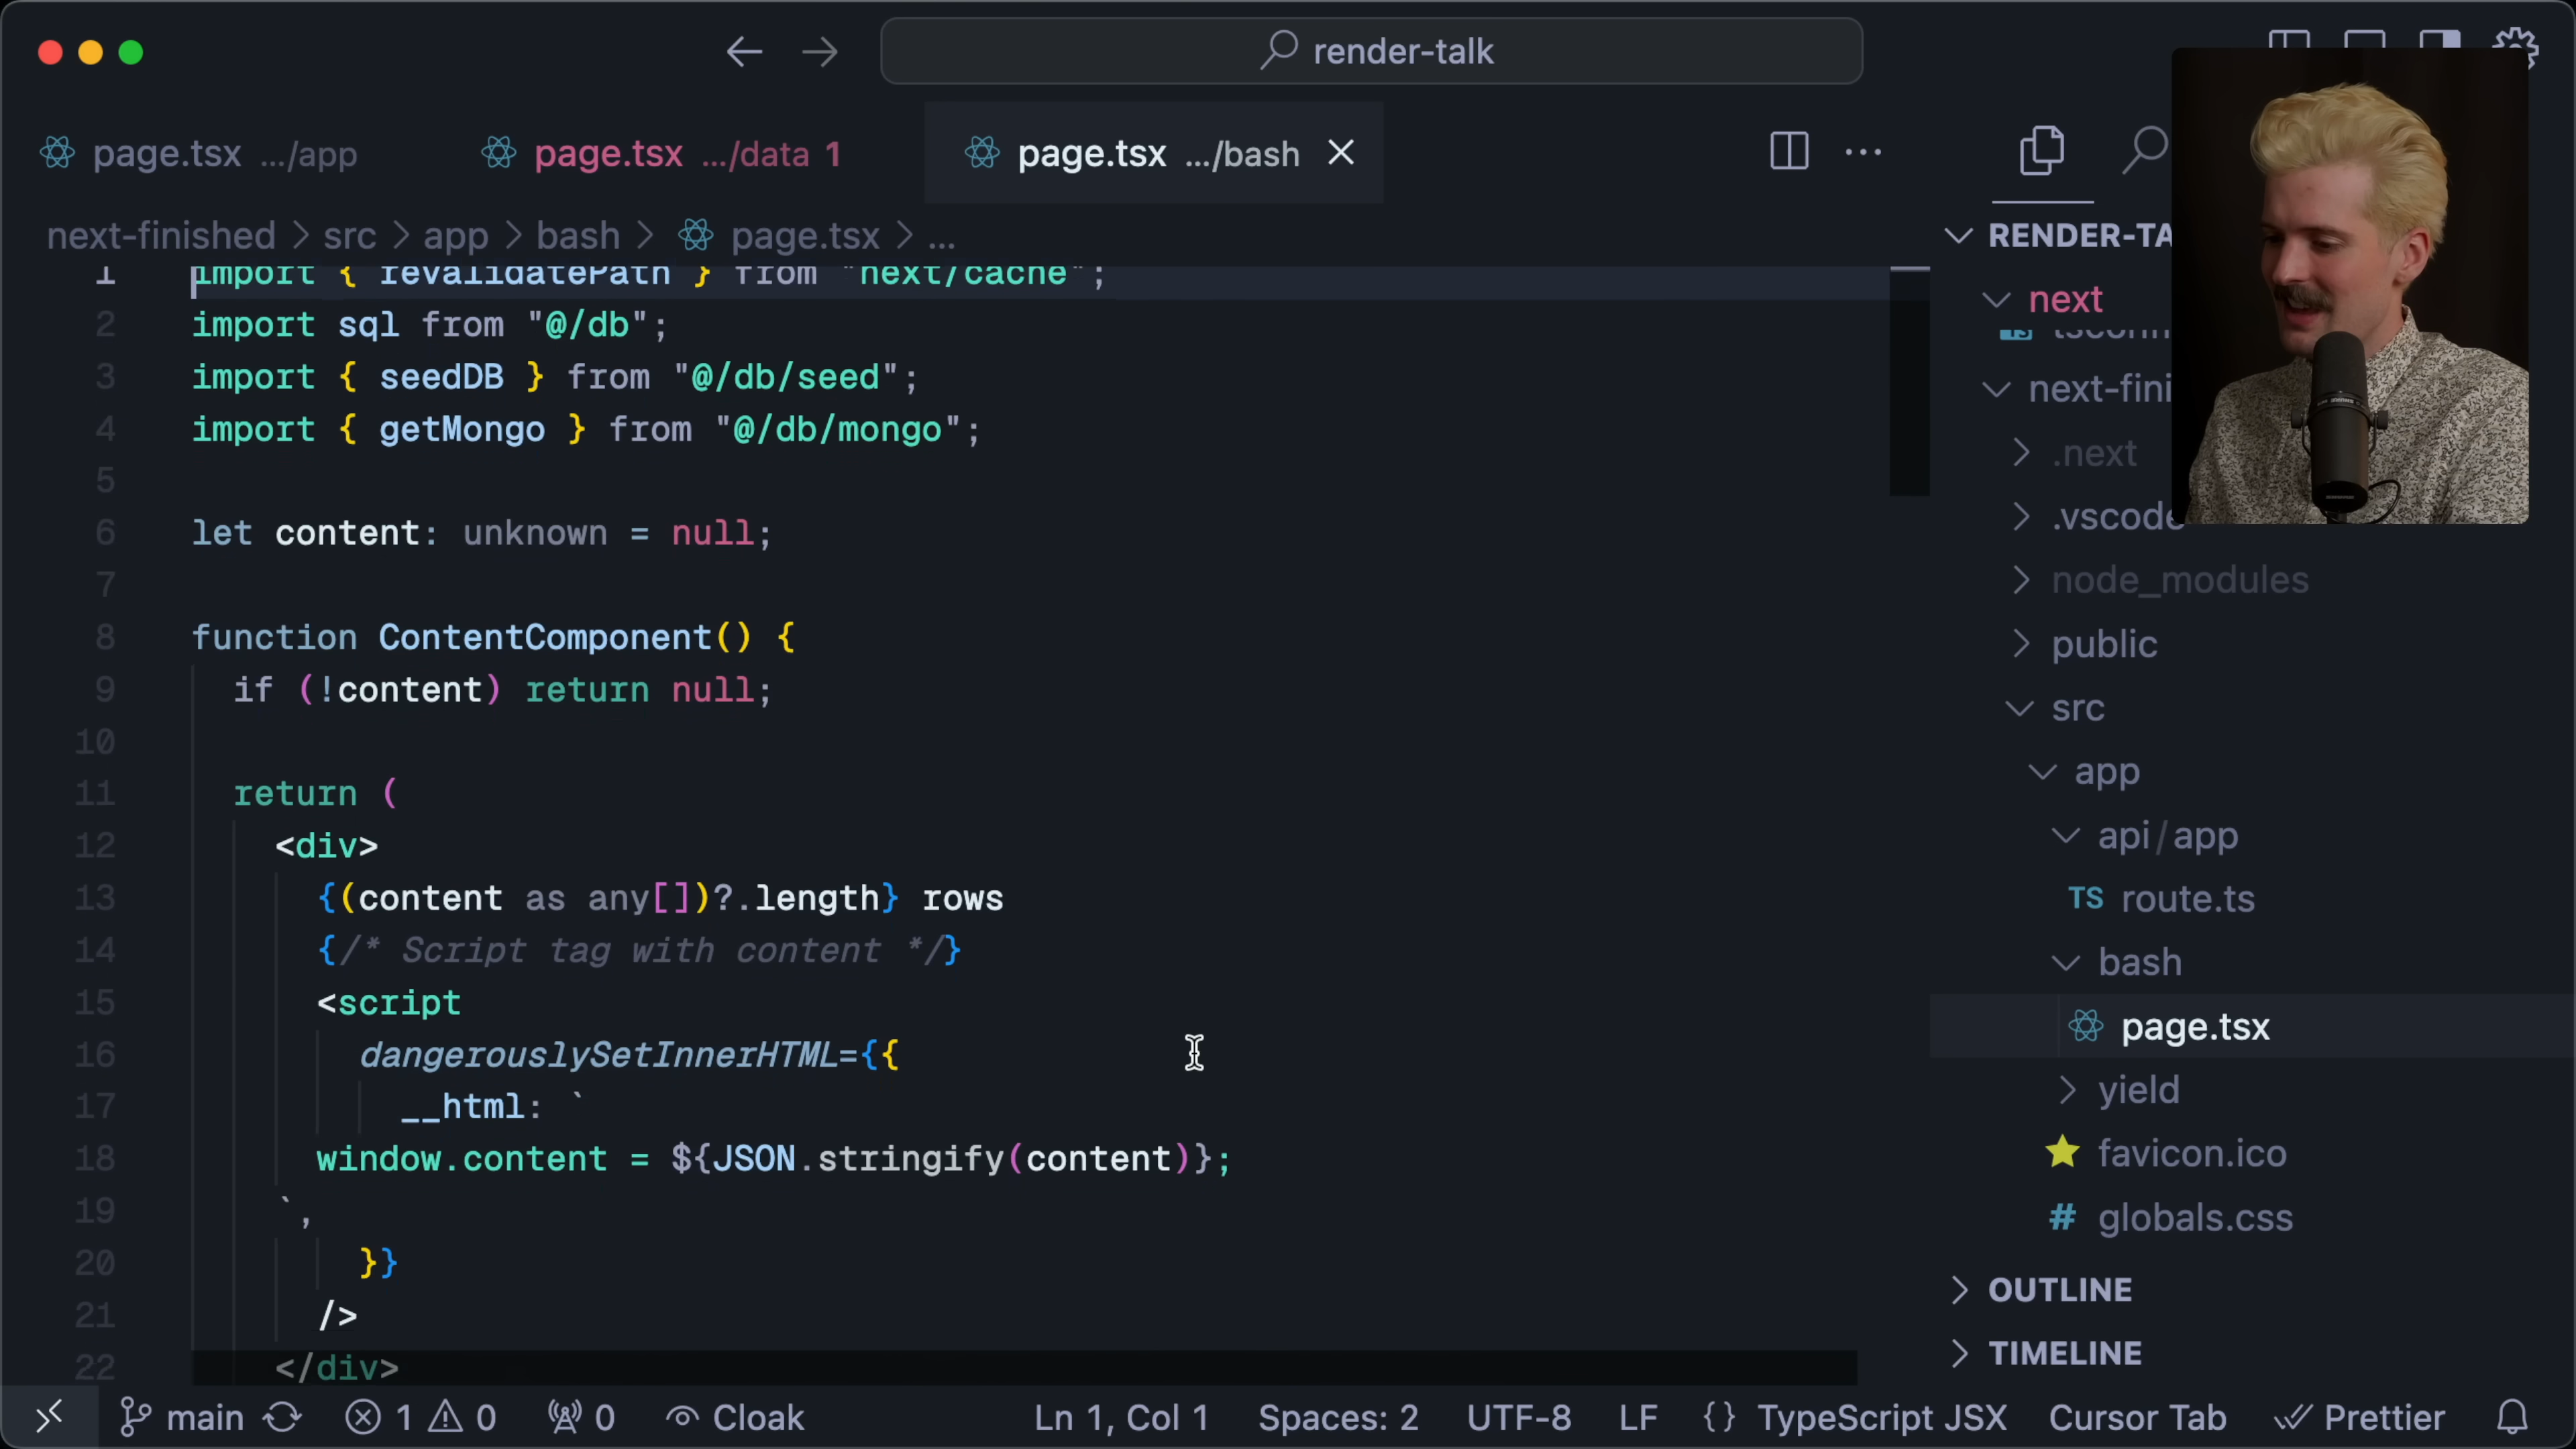 render-talk
page.tsx .../app
page.tsx .../data 1
page.tsx .../bash
next-finished > src > app > bash > page.tsx > ...
1 import { revalidatePath } from "next/cache";
2 import sql from "@/db";
3 import { seedDB } from "@/db/seed";
4 import { getMongo } from "@/db/mongo";
5
6 let content: unknown = null;
7
8 function ContentComponent() {
9 if (!content) return null;
10
11 return (
12 <div>
13 {(content as any[])?.length} rows
14 {/* Script tag with content */}
15 <script
16 dangerouslySetInnerHTML={{
17 __html: `
18 window.content = ${JSON.stringify(content)};
19 `,
20 }}
21 />
22 </div>
RENDER-TA
next
next-fini
.next
.vscode
node_modules
public
src
app
api/app
TS route.ts
bash
page.tsx
yield
favicon.ico
# globals.css
OUTLINE
TIMELINE
main 1 0 0 Cloak Ln 1, Col 1 Spaces: 2 UTF-8 LF {} TypeScript JSX Cursor Tab Prettier